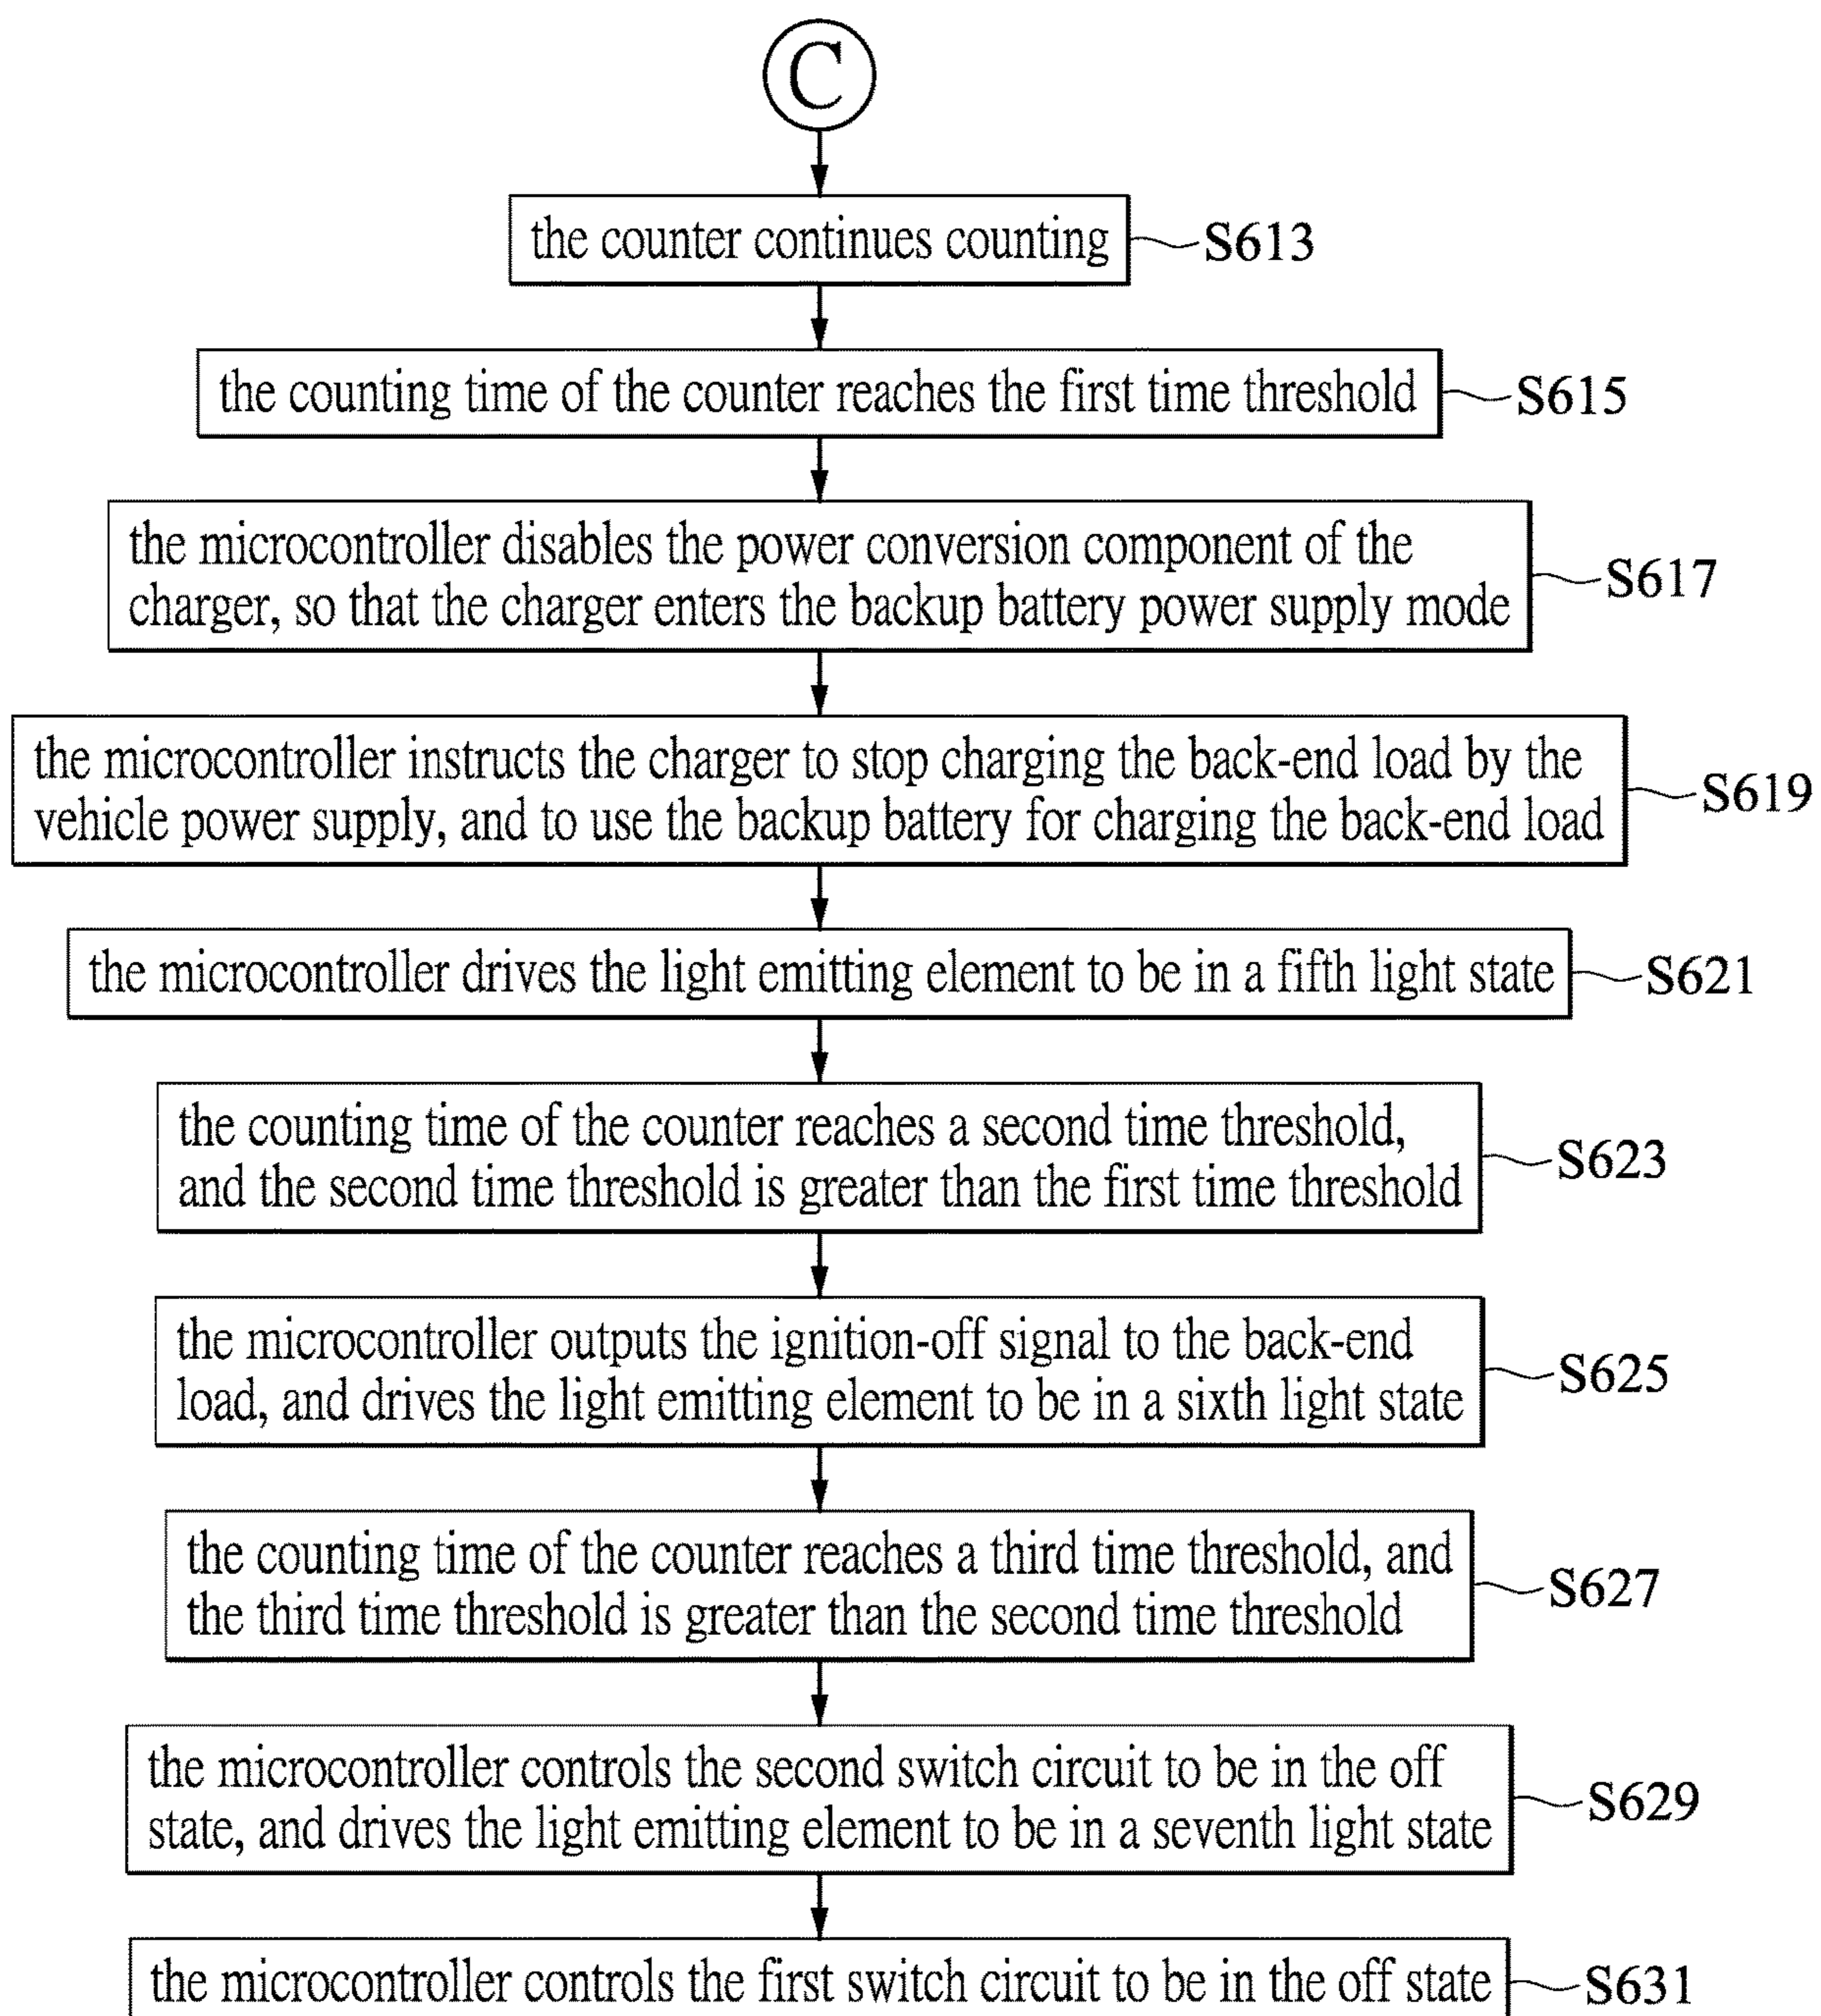 C
the counter continues counting
S613
the counting time of the counter reaches the first time threshold
S615
the microcontroller disables the power conversion component of the
charger, so that the charger enters the backup battery power supply mode
S617
the microcontroller instructs the charger to stop charging the back-end load by the
vehicle power supply, and to use the backup battery for charging the back-end load
S619
the microcontroller drives the light emitting element to be in a fifth light state
S621
the counting time of the counter reaches a second time threshold,
and the second time threshold is greater than the first time threshold
S623
the microcontroller outputs the ignition-off signal to the back-end
load, and drives the light emitting element to be in a sixth light state
S625
the counting time of the counter reaches a third time threshold, and
the third time threshold is greater than the second time threshold
S627
the microcontroller controls the second switch circuit to be in the off
state, and drives the light emitting element to be in a seventh light state
S629
the microcontroller controls the first switch circuit to be in the off state
S631